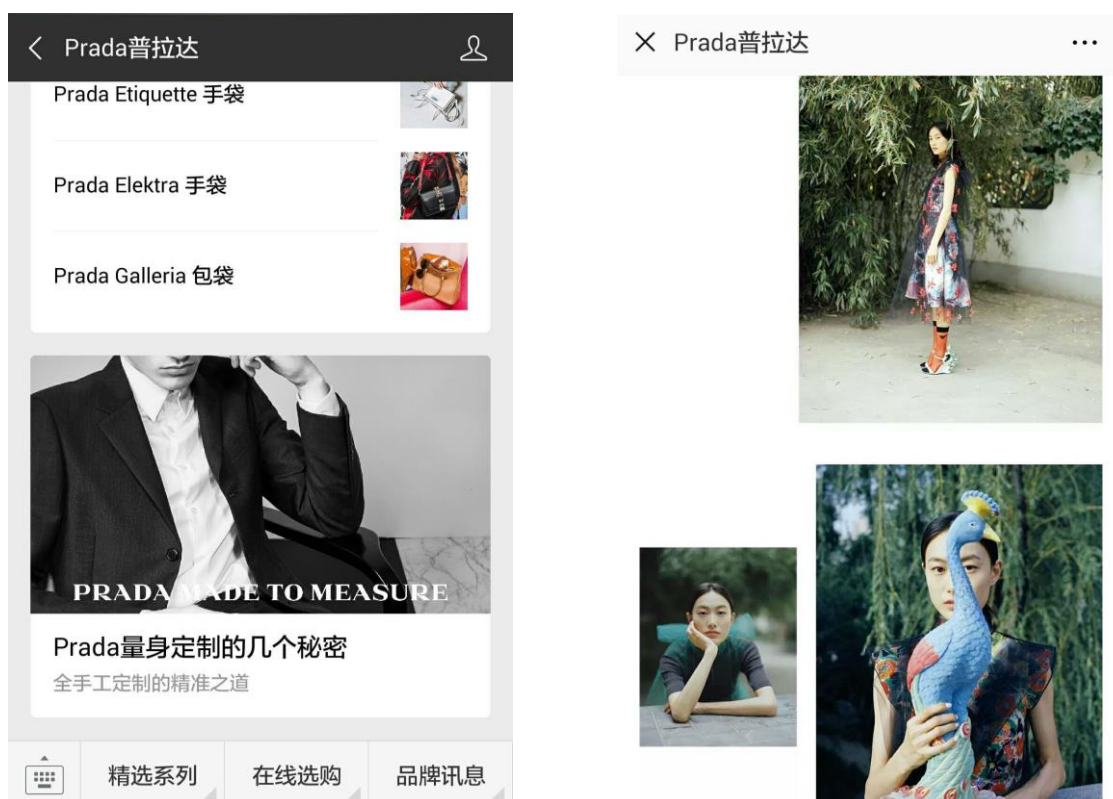 Prada普拉达
Prada Etiquette 手袋
Prada Elektra 手袋
Prada Galleria 包袋
PRADA MADE TO MEASURE
Prada量身定制的几个秘密
全手工定制的精准之道
精选系列
在线选购
品牌讯息
Prada普拉达